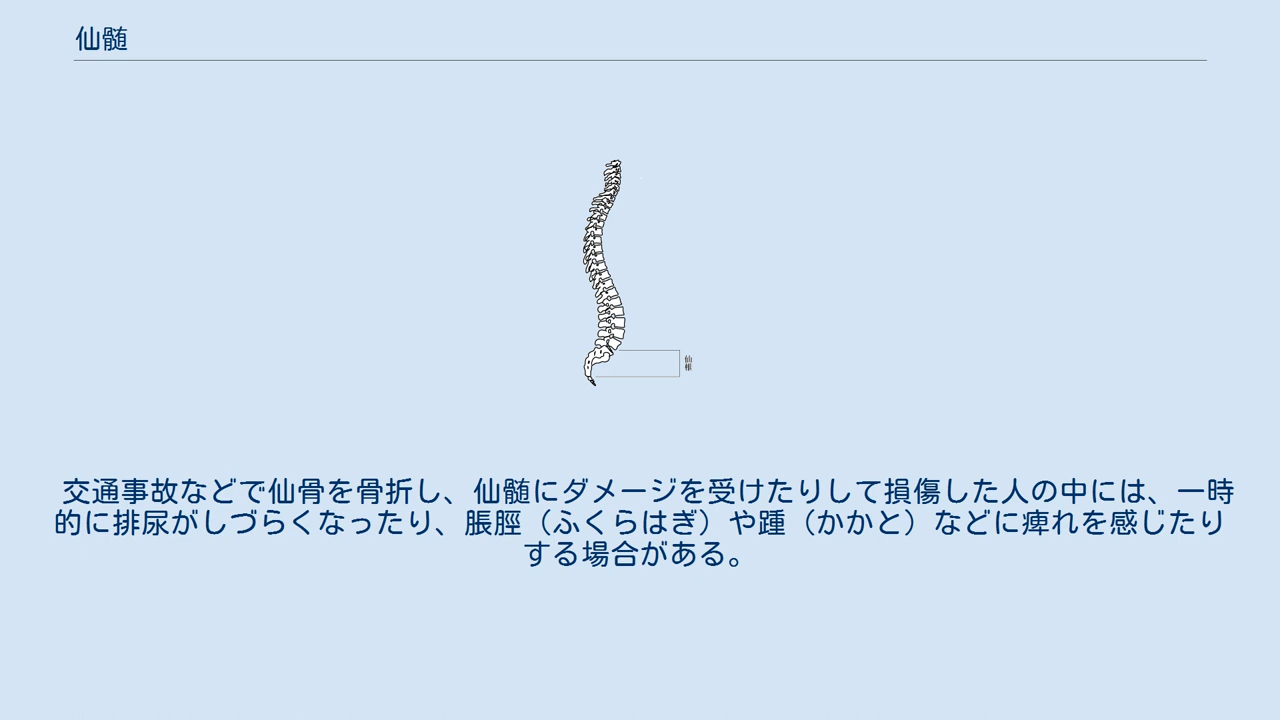 仙髄
仙椎
交通事故などで仙骨を骨折し、仙髄にダメージを受けたりして損傷した人の中には、一時
的に排尿がしづらくなったり、脹脛（ふくらはぎ）や踵（かかと）などに痺れを感じたり
する場合がある。